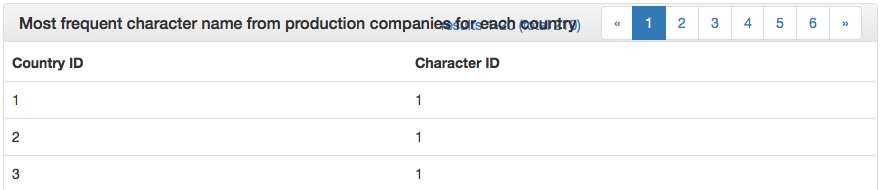 Most frequent character name from production companies for each country
« 1 2 3 4 5 6 »
Country ID Character ID
1 1
2 1
3 1